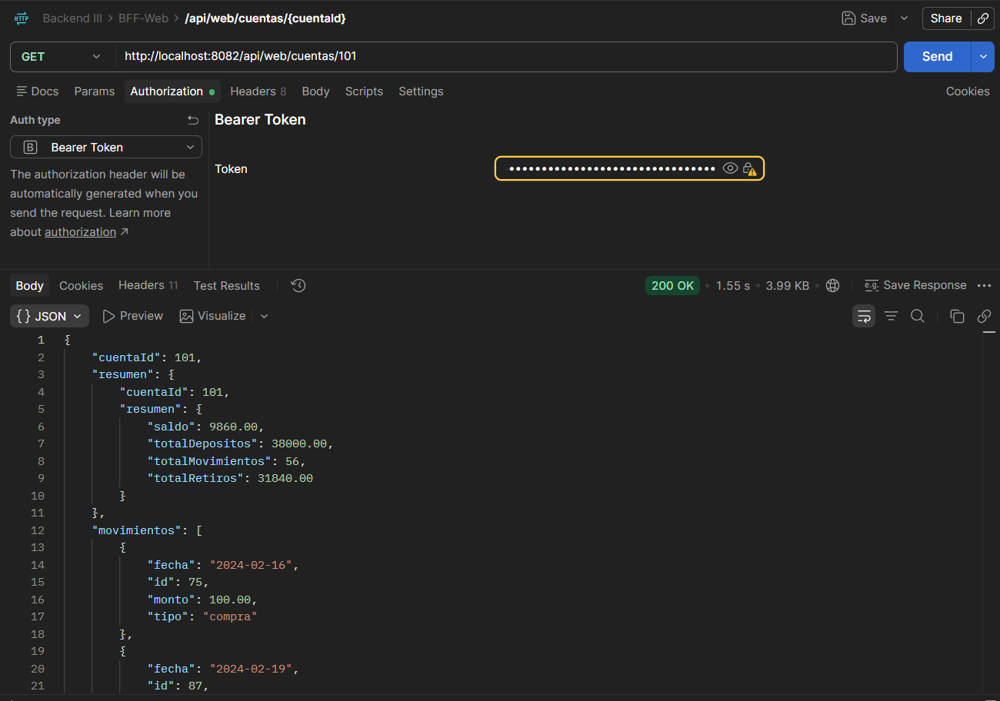 HTTP Backend III > BFF-Web > /api/web/cuentas/{cuentaId} Save Share
GET http://localhost:8082/api/web/cuentas/101 Send
Docs Params Authorization Headers 8 Body Scripts Settings Cookies
Auth type
Bearer Token
B Bearer Token
The authorization header will be
automatically generated when you
send the request. Learn more
about authorization ↗
Token ••••••••••••••••••••••••••••••••
Body Cookies Headers 11 Test Results 200 OK • 1.55 s • 3.99 KB • e.g. Save Response
{ } JSON Preview Visualize
1 {
2 "cuentaId": 101,
3 "resumen": {
4 "cuentaId": 101,
5 "resumen": {
6 "saldo": 9860.00,
7 "totalDepositos": 38000.00,
8 "totalMovimientos": 56,
9 "totalRetiros": 31840.00
10 }
11 },
12 "movimientos": [
13 {
14 "fecha": "2024-02-16",
15 "id": 75,
16 "monto": 100.00,
17 "tipo": "compra"
18 },
19 {
20 "fecha": "2024-02-19",
21 "id": 87,